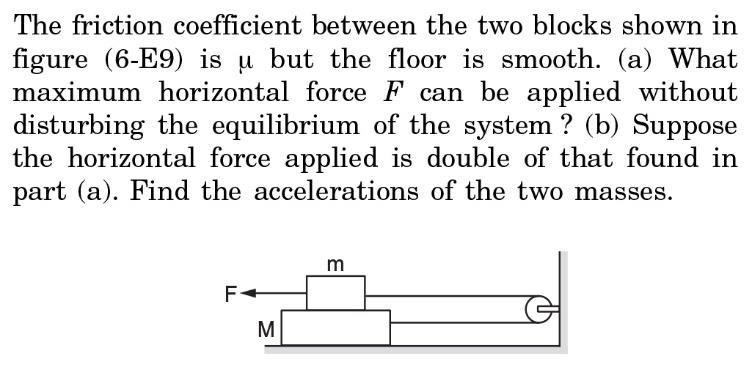 The friction coefficient between the two blocks shown in
figure (6-E9) is μ but the floor is smooth. (a) What
maximum horizontal force F can be applied without
disturbing the equilibrium of the system ? (b) Suppose
the horizontal force applied is double of that found in
part (a). Find the accelerations of the two masses.
m
F
M